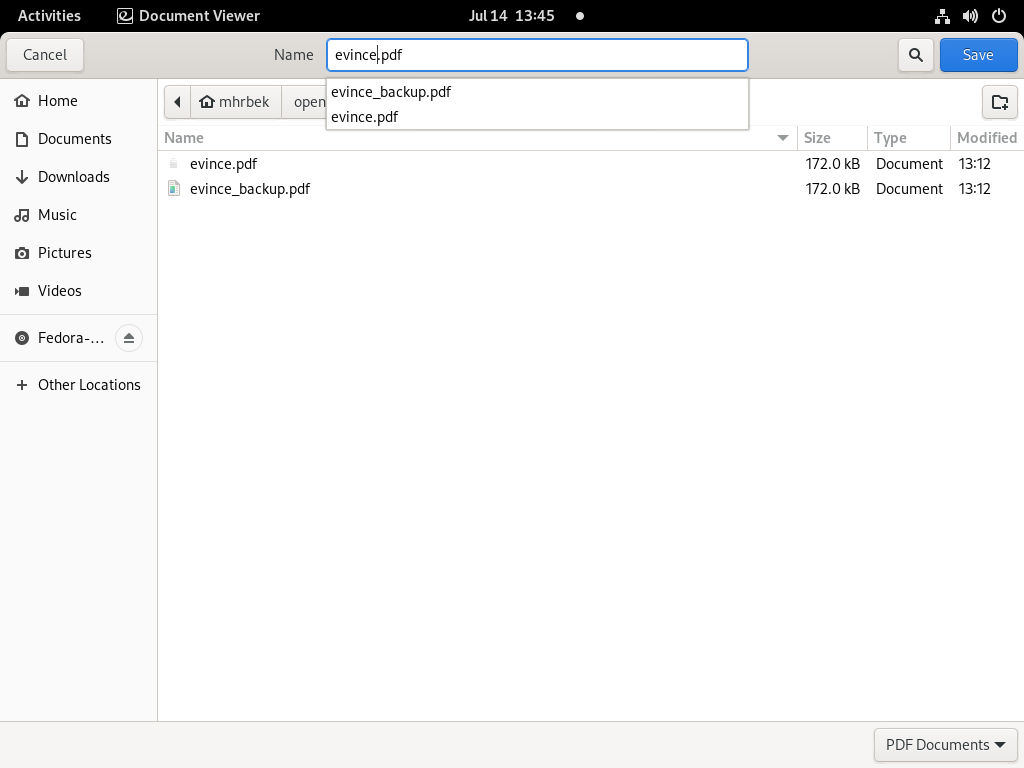 Activities Document Viewer Jul 14 13:45
Cancel Name evince.pdf Save
evince_backup.pdf
evince.pdf
Home
Documents
Downloads
Music
Pictures
Videos
Fedora-...
Other Locations
mhrbek open
Name Size Type Modified
evince.pdf 172.0 kB Document 13:12
evince_backup.pdf 172.0 kB Document 13:12
PDF Documents